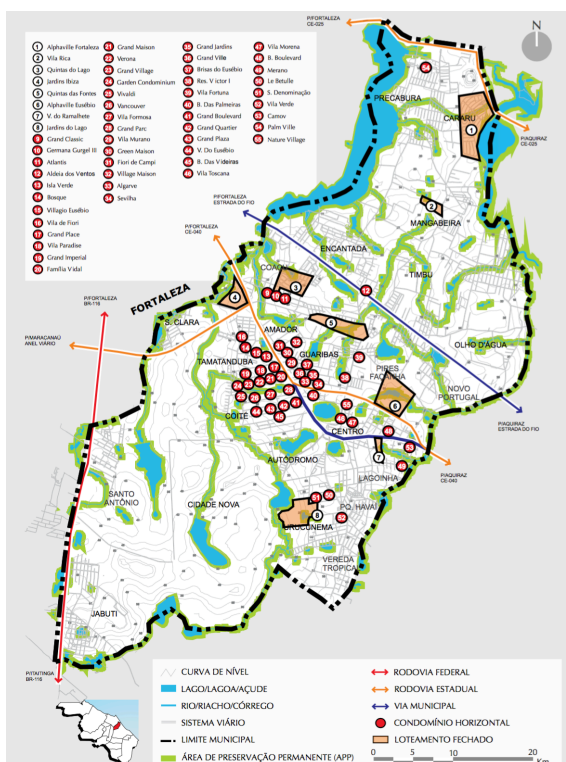 P/FORTALEZA
CE-025
N
1 Alphaville Fortaleza
2 Vila Rica
3 Quintas do Lago
4 Jardins Ibiza
5 Quintas das Fontes
6 Alphaville Eusébio
7 V. do Ramalhete
8 Jardins do Lago
9 Grand Classic
10 Germana Gurgel III
11 Atlantis
12 Aldeia dos Ventos
13 Isla Verde
14 Bosque
15 Villagio Eusébio
16 Vila de Fiori
17 Grand Place
18 Vila Paradise
19 Grand Imperial
20 Família Vidal
21 Grand Maison
22 Verona
23 Grand Village
24 Garden Condominium
25 Vivaldi
26 Vancouver
27 Vila Formosa
28 Grand Parc
29 Vila Marano
30 Green Maison
31 Fiori de Campi
32 Village Maison
33 Algarve
34 Sevilha
35 Grand Jardins
36 Grand Ville
37 Brisas do Eusébio
38 Res. Victor I
39 Vila Fortuna
40 B. Das Palmeiras
41 Grand Boulevard
42 Grand Quartier
43 Grand Plaza
44 V. Do Eusébio
45 B. Das Videiras
46 Vila Toscana
47 Vila Morena
48 B. Boulevard
49 Merano
50 Le Betulle
51 S. Denominação
52 Vila Verde
53 Camov
54 Palm Ville
55 Nature Village
PRECABURA
CARARU
P/AQUIRAZ
CE-025
MANGABEIRA
P/FORTALEZA
ESTRADA DO FIO
P/FORTALEZA
CE-040
ENCANTADA
TIMBU
COAÇU
FORTALEZA
P/FORTALEZA
BR-116
S. CLARA
AMADOR
P/MARACANAÚ
ANEL VIÁRIO
OLHO D'ÁGUA
GUARIBAS
TAMATANDUBA
PIRES
FAÇANHA
NOVO
PORTUGAL
COITÉ
CENTRO
P/AQUIRAZ
ESTRADA DO FIO
AUTÓDROMO
P/AQUIRAZ
CE-040
LAGOINHA
SANTO
ANTÔNIO
CIDADE NOVA
PQ. HAVAÍ
URUCUNEMA
VEREDA
TROPICAL
JABUTI
P/ITAITINGA
BR-116
CURVA DE NÍVEL
LAGO/LAGOA/AÇUDE
RIO/RIACHO/CÓRREGO
SISTEMA VIÁRIO
LIMITE MUNICIPAL
ÁREA DE PRESERVAÇÃO PERMANENTE (APP)
RODOVIA FEDERAL
RODOVIA ESTADUAL
VIA MUNICIPAL
CONDOMÍNIO HORIZONTAL
LOTEAMENTO FECHADO
0 5 10 20
Km